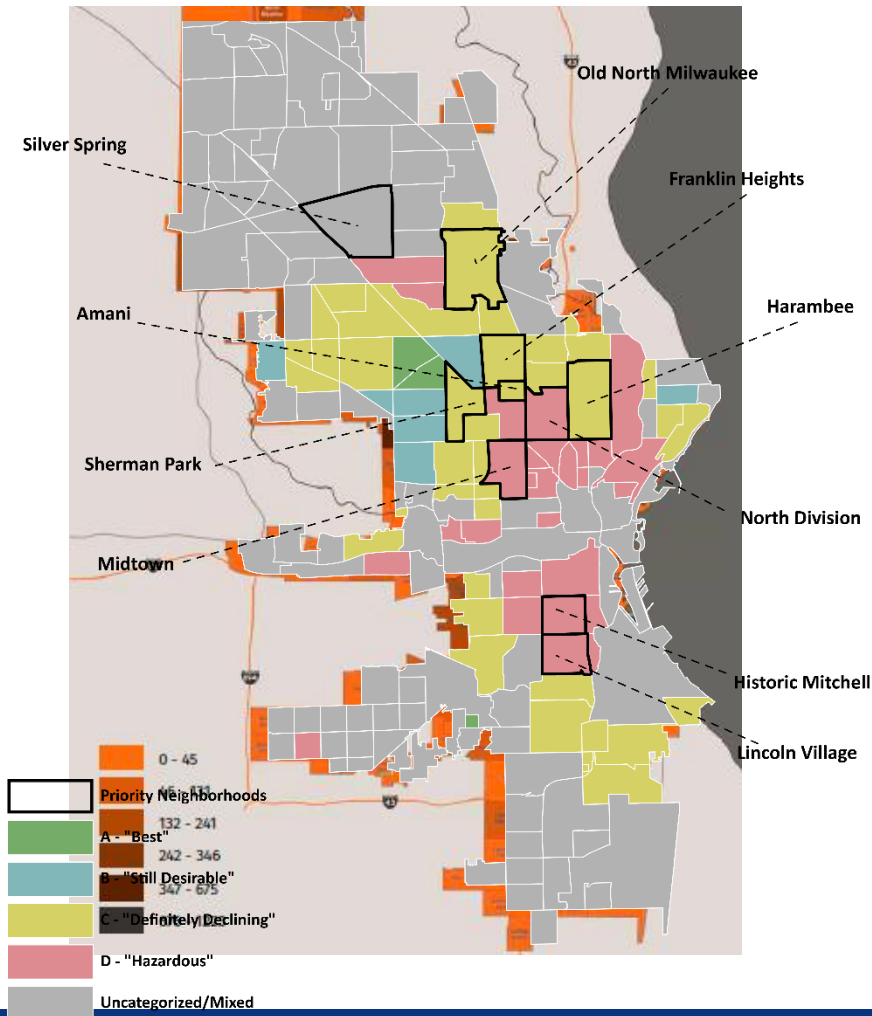 Old North Milwaukee
Silver Spring
Franklin Heights
Amani
Harambee
Sherman Park
North Division
Midtown
Historic Mitchell
Lincoln Village
0 - 45
Priority Neighborhoods
132 - 241
A - "Best"
242 - 346
B - "Still Desirable"
347 - 675
C - "Definitely Declining"
D - "Hazardous"
Uncategorized/Mixed